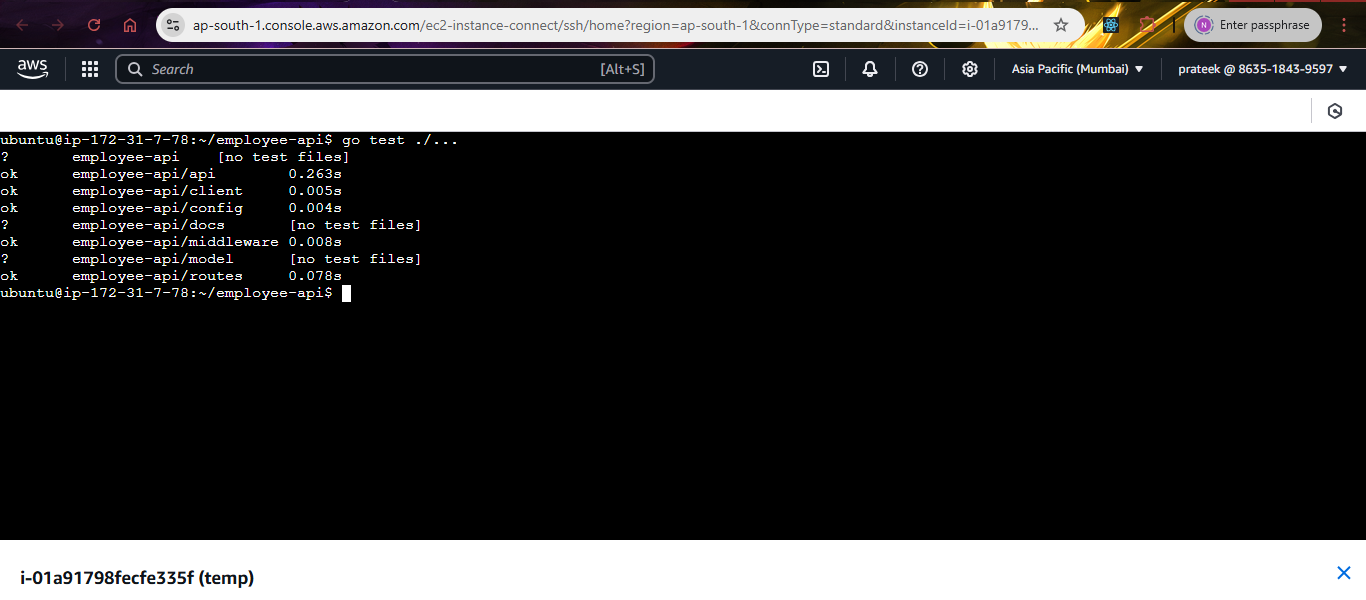 ap-south-1.console.aws.amazon.com/ec2-instance-connect/ssh/home?region=ap-south-1&connType=standard&instanceId=i-01a9179...
N Enter passphrase
aws
Search [Alt+S]
Asia Pacific (Mumbai) ▼
prateek @ 8635-1843-9597 ▼
ubuntu@ip-172-31-7-78:~/employee-api$ go test ./...
?       employee-api    [no test files]
ok      employee-api/api        0.263s
ok      employee-api/client     0.005s
ok      employee-api/config     0.004s
?       employee-api/docs       [no test files]
ok      employee-api/middleware 0.008s
?       employee-api/model      [no test files]
ok      employee-api/routes     0.078s
ubuntu@ip-172-31-7-78:~/employee-api$
i-01a91798fecfe335f (temp)